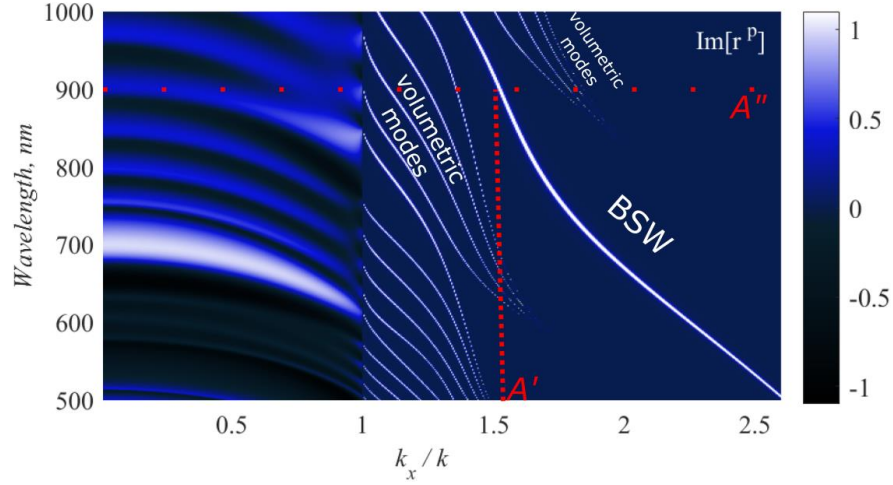 1000
900
800
700
600
500
Wavelength, nm
0.5
1
1.5
2
2.5
k_x / k
volumetric
modes
volumetric
modes
BSW
Im[r p]
A″
A′
1
0.5
0
-0.5
-1